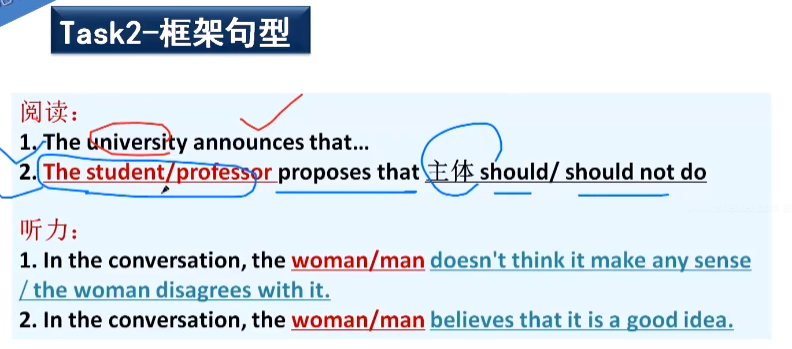 Task2-框架句型
阅读：
1. The university announces that...
2. The student/professor proposes that 主体 should/ should not do
听力：
1. In the conversation, the woman/man doesn't think it make any sense
/ the woman disagrees with it.
2. In the conversation, the woman/man believes that it is a good idea.